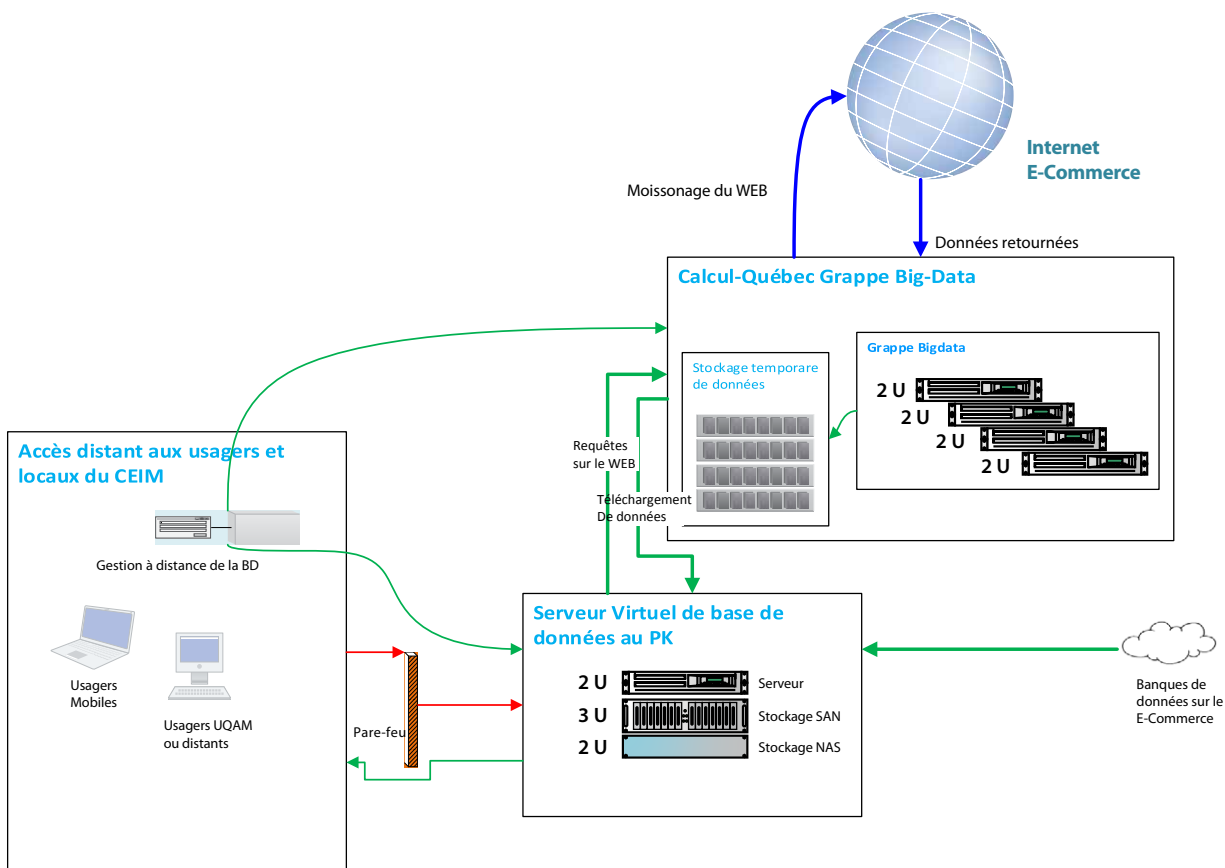 Internet
E-Commerce
Moissonage du WEB
Données retournées
Calcul-Québec Grappe Big-Data
Stockage temporare
de données
Grappe Bigdata
2 U
2 U
2 U
2 U
Requêtes
sur le WEB
Téléchargement
De données
Accès distant aux usagers et
locaux du CEIM
Gestion à distance de la BD
Usagers
Mobiles
Usagers UQAM
ou distants
Pare-feu
Serveur Virtuel de base de
données au PK
2 U Serveur
3 U Stockage SAN
2 U Stockage NAS
Banques de
données sur le
E-Commerce